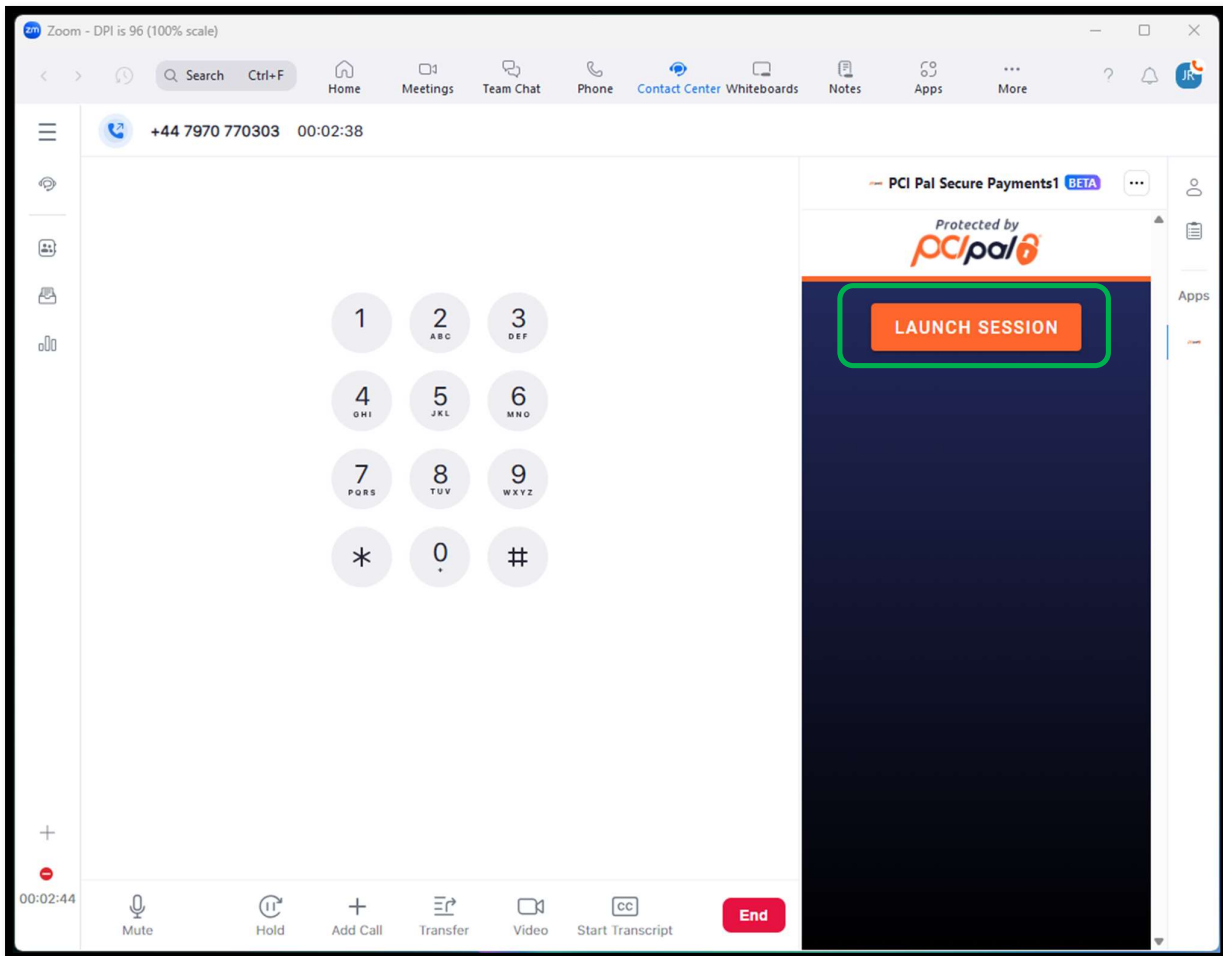 zm Zoom - DPI is 96 (100% scale)
Search Ctrl+F
Home
Meetings
Team Chat
Phone
Contact Center
Whiteboards
Notes
Apps
More
?
JR
+44 7970 770303 00:02:38
PCI Pal Secure Payments1 BETA
Protected by
pcipal
LAUNCH SESSION
Apps
1
2
ABC
3
DEF
4
GHI
5
JKL
6
MNO
7
PQRS
8
TUV
9
WXYZ
*
0
+
#
00:02:44
Mute
Hold
Add Call
Transfer
Video
CC
Start Transcript
End